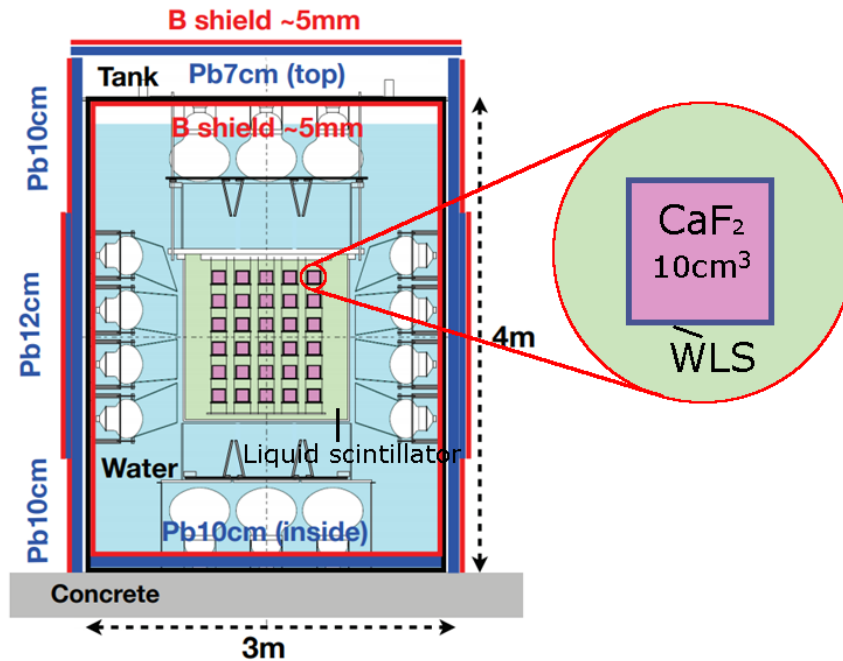 B shield ~5mm
Tank
Pb7cm (top)
B shield ~5mm
Pb10cm
Pb12cm
Pb10cm
4m
CaF₂
10cm³
WLS
Liquid scintillator
Water
Pb10cm (inside)
Concrete
3m